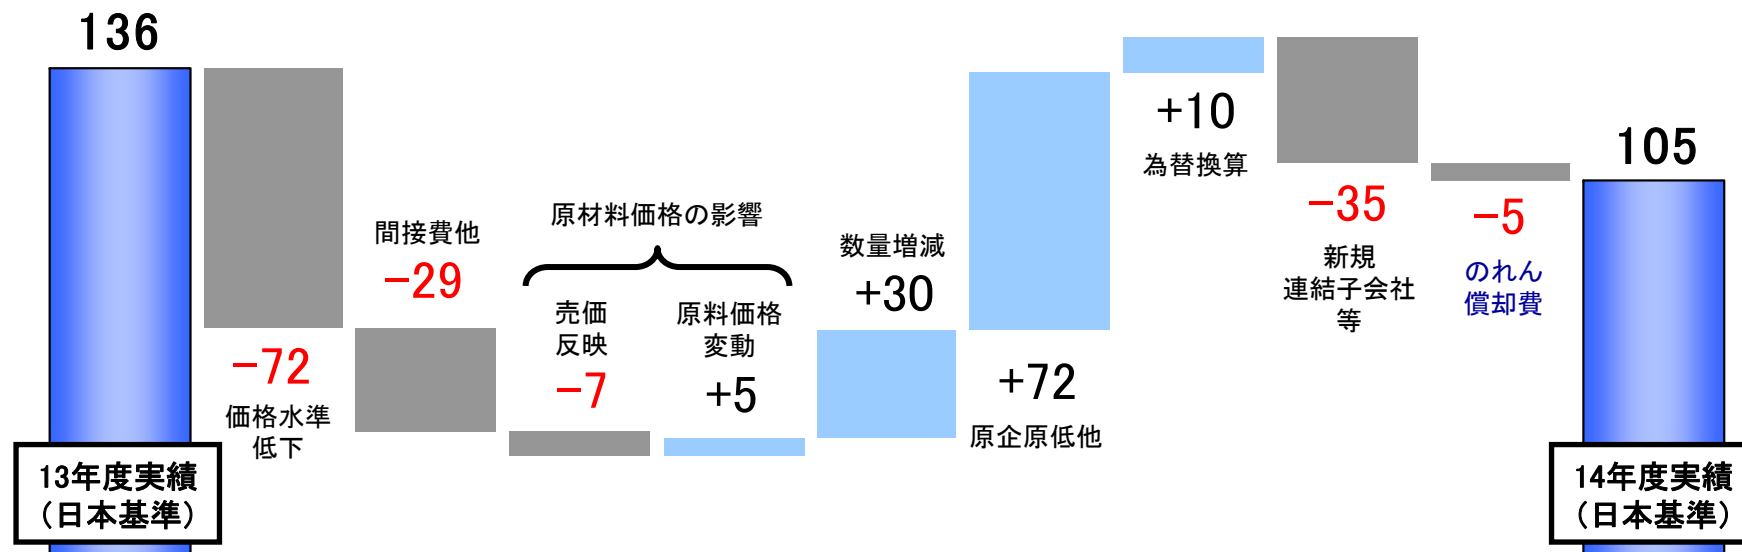 136
13年度実績
(日本基準)
-72
価格水準
低下
間接費他
-29
原材料価格の影響
売価
反映
-7
原料価格
変動
+5
数量増減
+30
+72
原企原低他
+10
為替換算
-35
新規
連結子会社
等
-5
のれん
償却費
105
14年度実績
(日本基準)